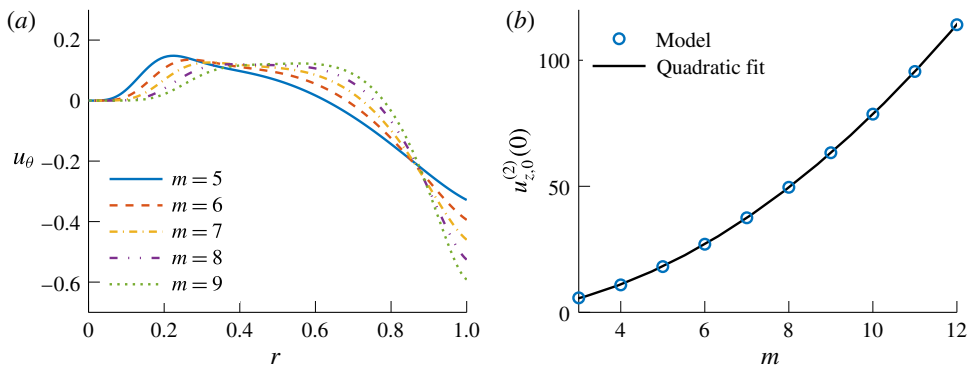 (a)
0.2
0
−0.2
−0.4
−0.6
u_θ
m = 5
m = 6
m = 7
m = 8
m = 9
0 0.2 0.4 0.6 0.8 1.0
r
(b)
100
50
0
u_{z,0}^{(2)}(0)
Model
Quadratic fit
4 6 8 10 12
m